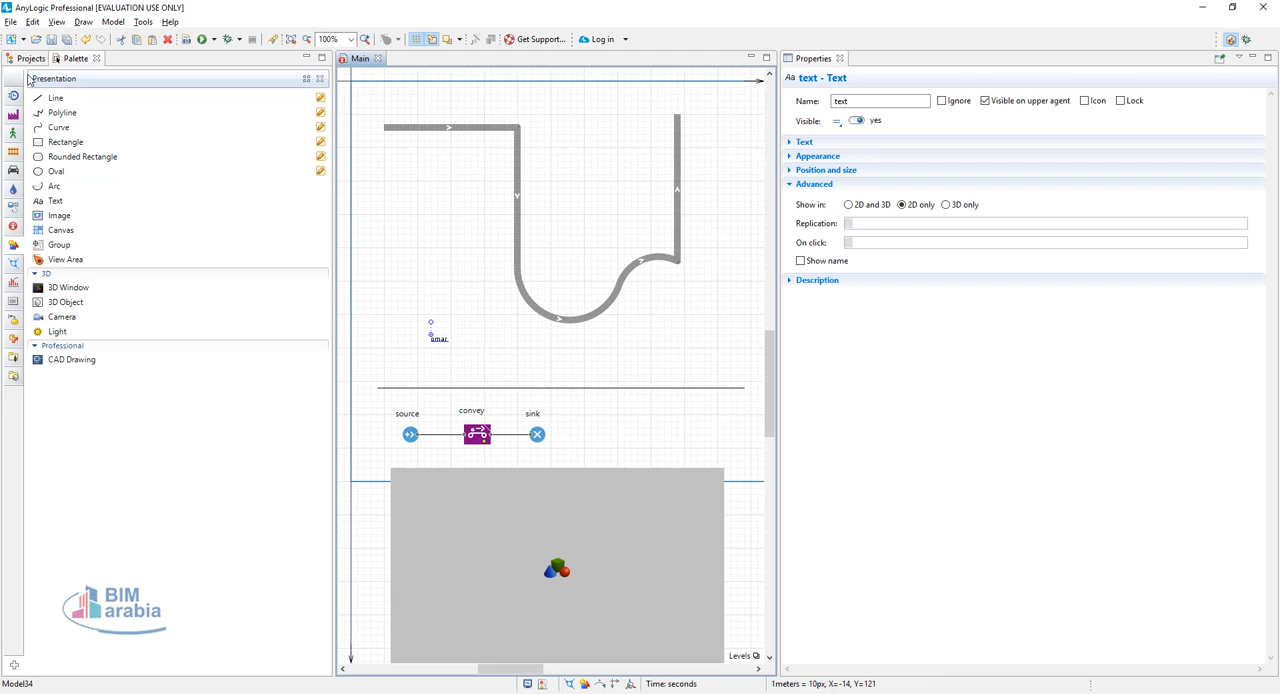 AnyLogic Professional [EVALUATION USE ONLY]
File Edit View Draw Model Tools Help
100% Get Support... Log in
Projects Palette
Main
Properties
Presentation
Line
Polyline
Curve
Rectangle
Rounded Rectangle
Oval
Arc
Text
Image
Canvas
Group
View Area
3D
3D Window
3D Object
Camera
Light
Professional
CAD Drawing
BIM
arabia
omar
source convey sink
Levels
text - Text
Name: text Ignore Visible on upper agent Icon Lock
Visible: yes
Text
Appearance
Position and size
Advanced
Show in: 2D and 3D 2D only 3D only
Replication:
On click:
Show name
Description
Model34 Time: seconds 1meters = 10px, X=-14, Y=121